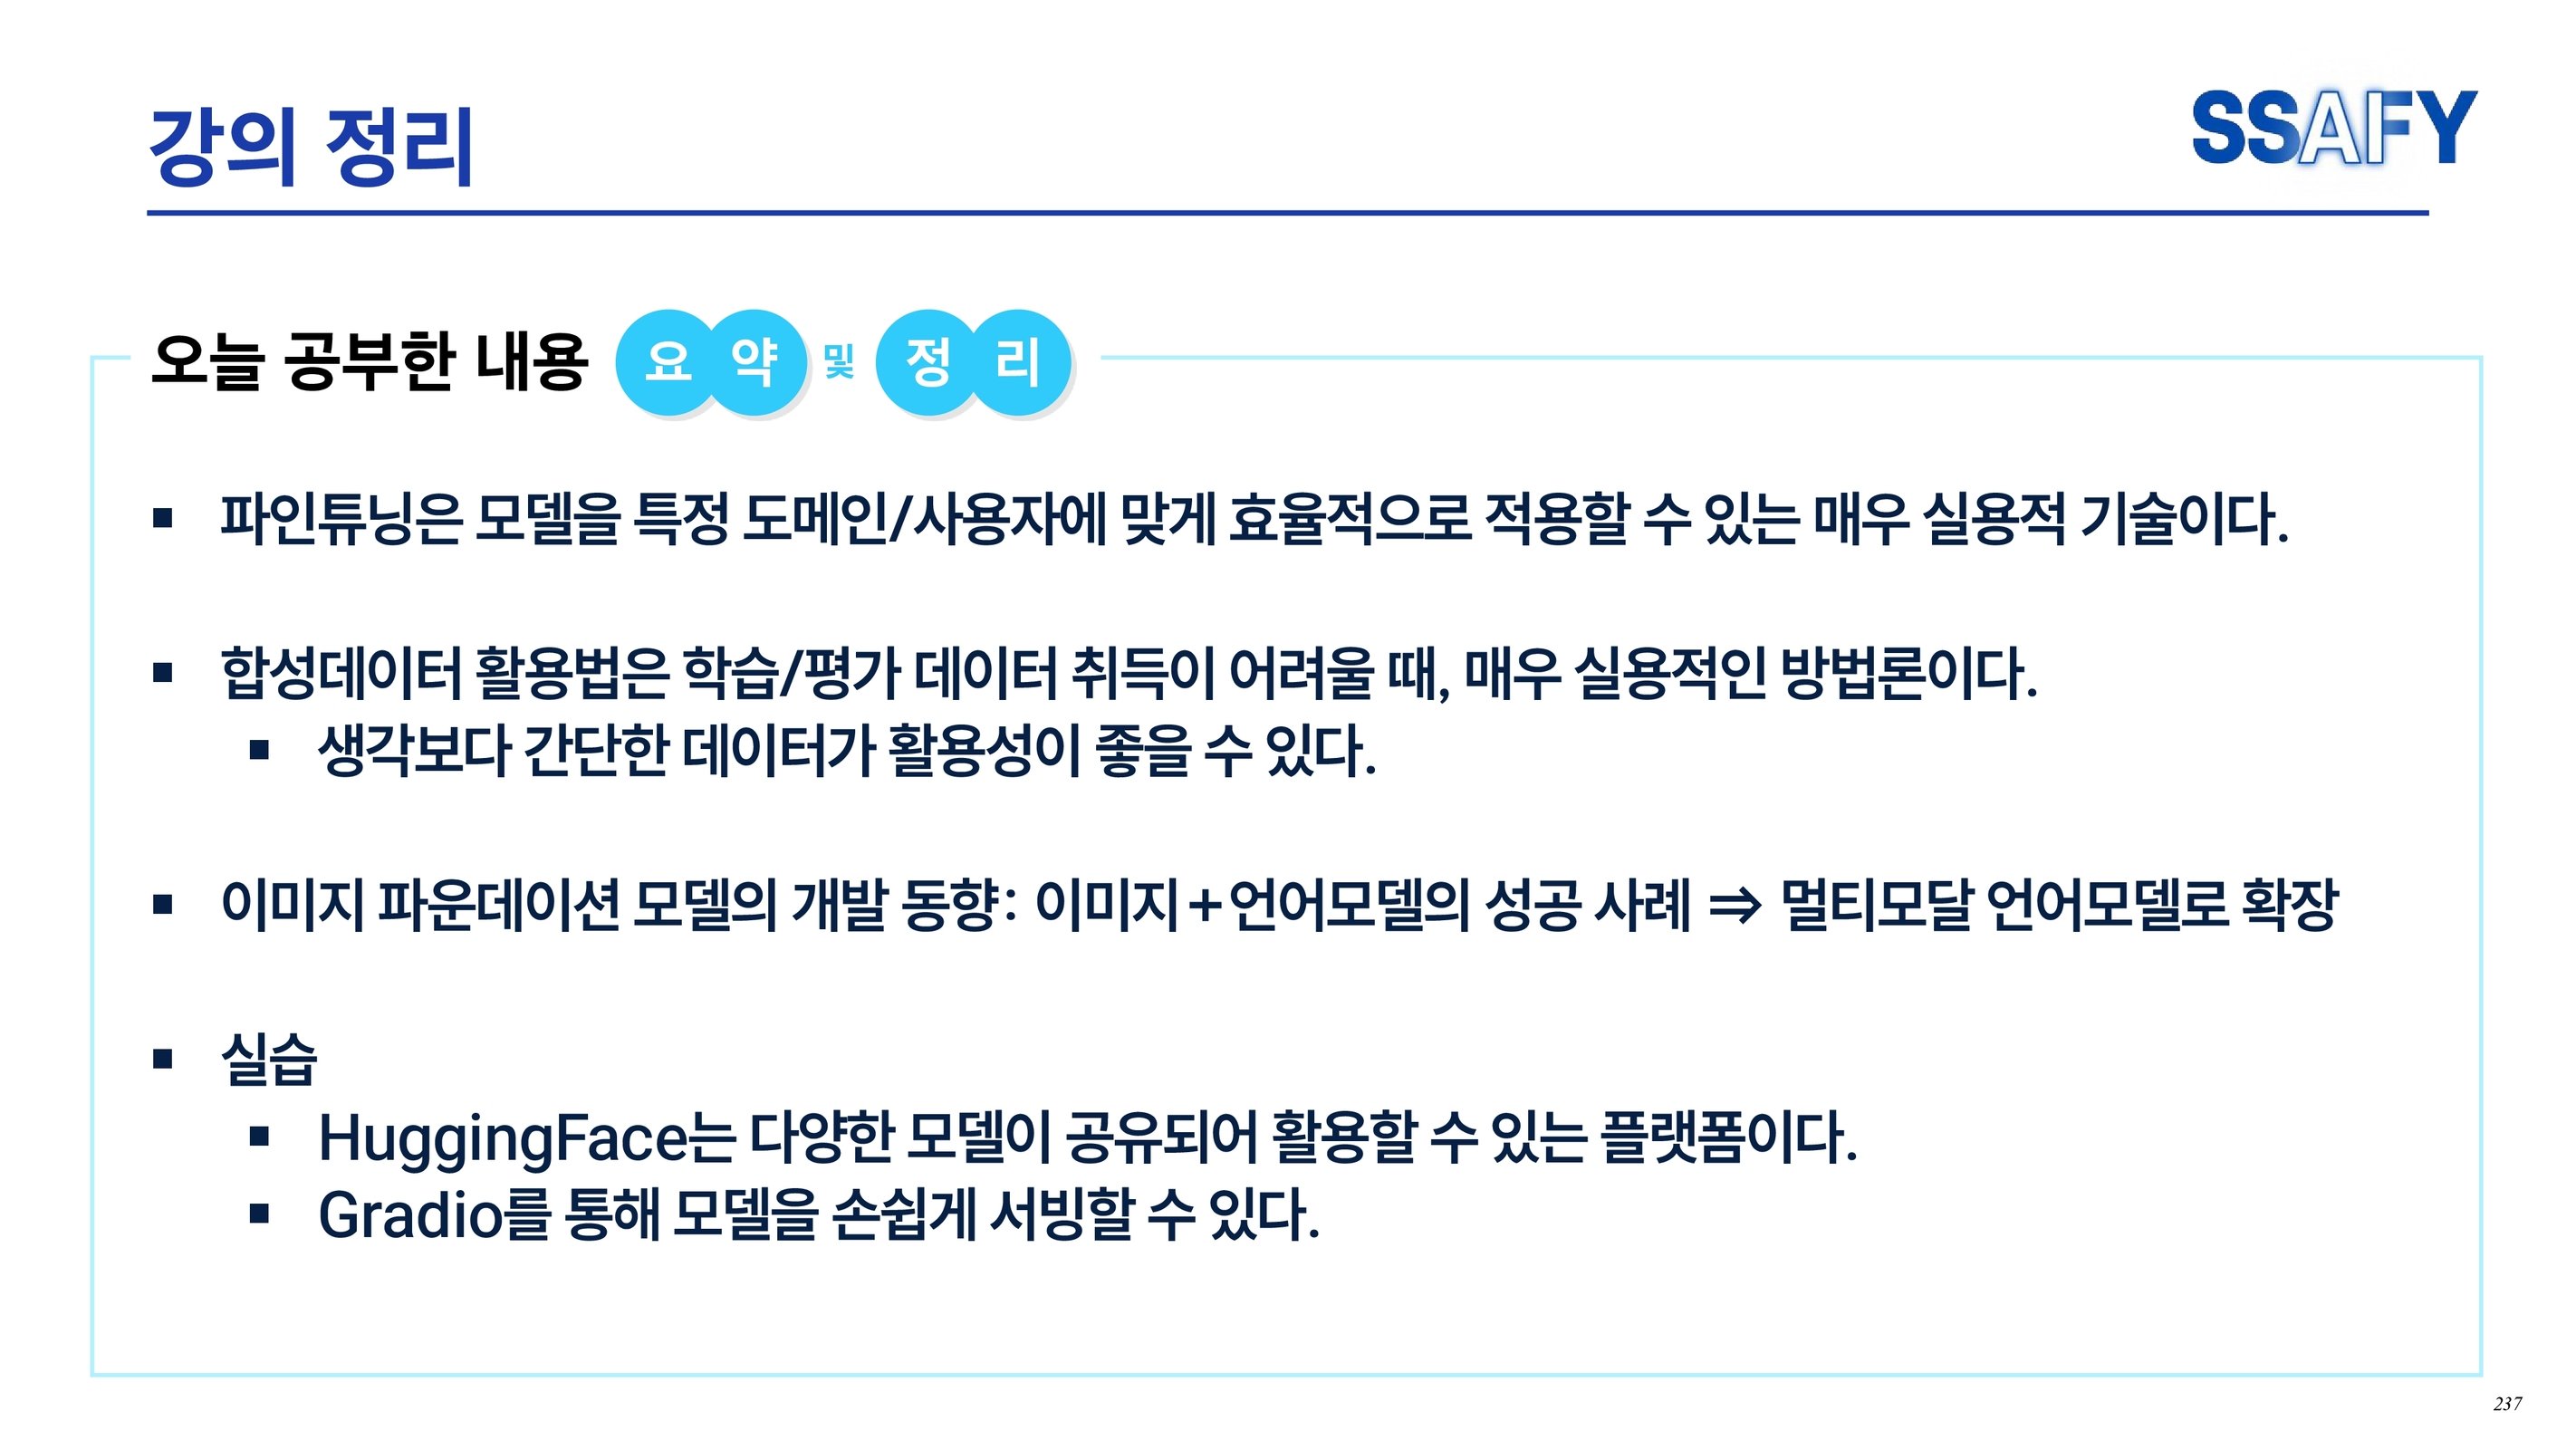 강의 정리
SSAFY
오늘 공부한 내용 요약 및 정리
▪ 파인튜닝은 모델을 특정 도메인/사용자에 맞게 효율적으로 적용할 수 있는 매우 실용적 기술이다.
▪ 합성데이터 활용법은 학습/평가 데이터 취득이 어려울 때, 매우 실용적인 방법론이다.
▪ 생각보다 간단한 데이터가 활용성이 좋을 수 있다.
▪ 이미지 파운데이션 모델의 개발 동향: 이미지+언어모델의 성공 사례 ⇒ 멀티모달 언어모델로 확장
▪ 실습
▪ HuggingFace는 다양한 모델이 공유되어 활용할 수 있는 플랫폼이다.
▪ Gradio를 통해 모델을 손쉽게 서빙할 수 있다.
237